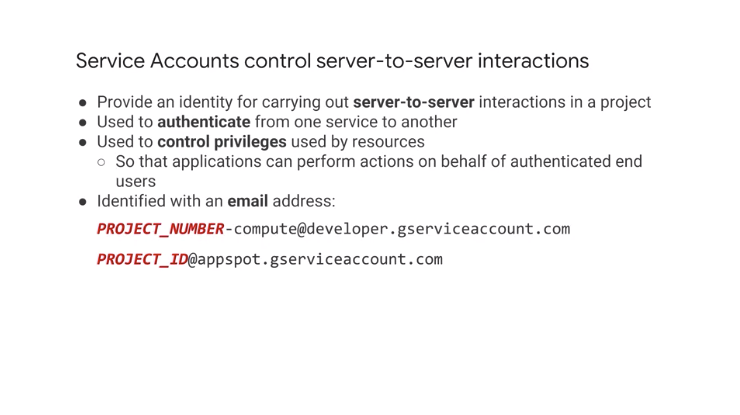 Service Accounts control server-to-server interactions
● Provide an identity for carrying out server-to-server interactions in a project
● Used to authenticate from one service to another
● Used to control privileges used by resources
○ So that applications can perform actions on behalf of authenticated end
users
● Identified with an email address:
PROJECT_NUMBER-compute@developer.gserviceaccount.com
PROJECT_ID@appspot.gserviceaccount.com